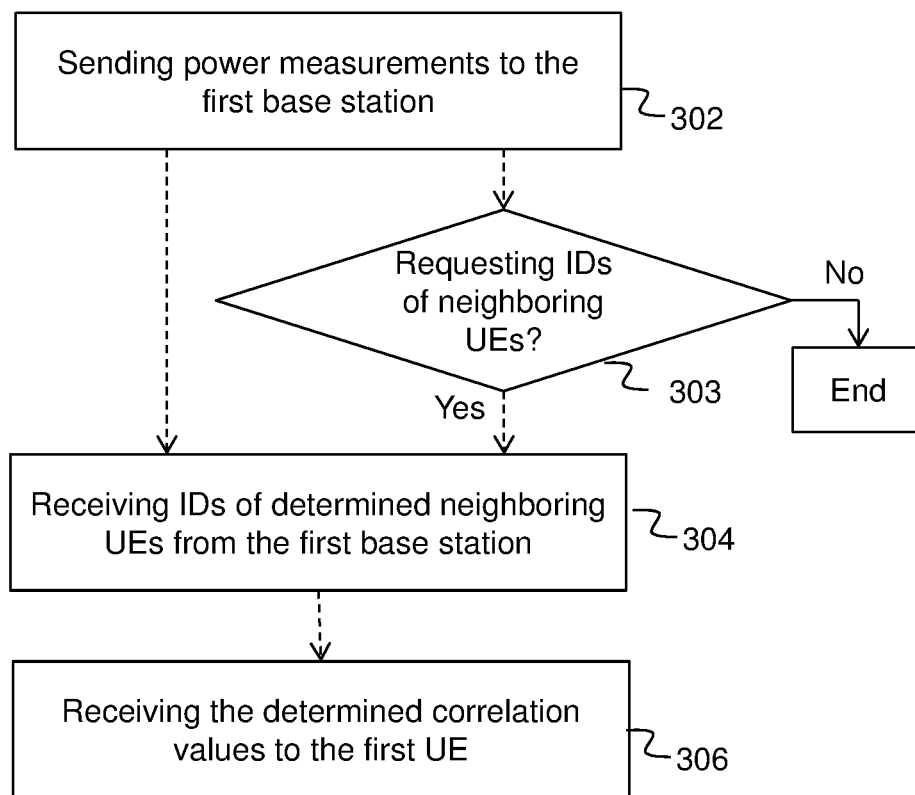 Sending power measurements to the
first base station
302
Requesting IDs
of neighboring
UEs?
No
303
End
Yes
Receiving IDs of determined neighboring
UEs from the first base station
304
Receiving the determined correlation
values to the first UE
306